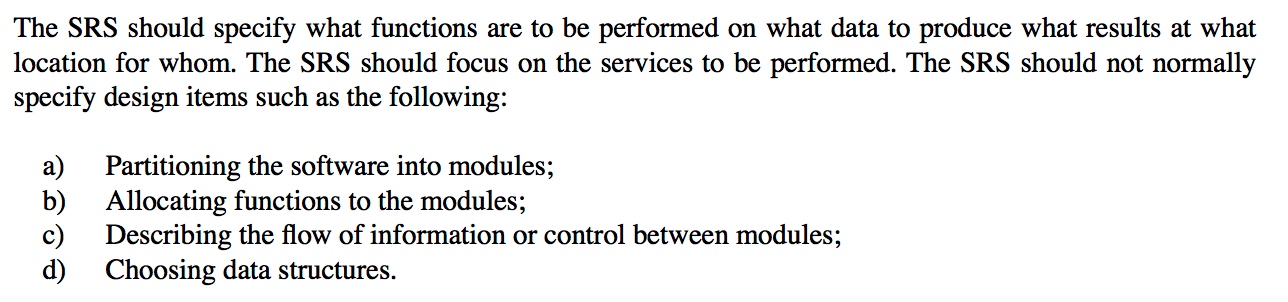 The SRS should specify what functions are to be performed on what data to produce what results at what
location for whom. The SRS should focus on the services to be performed. The SRS should not normally
specify design items such as the following:
a) Partitioning the software into modules;
b) Allocating functions to the modules;
c) Describing the flow of information or control between modules;
d) Choosing data structures.